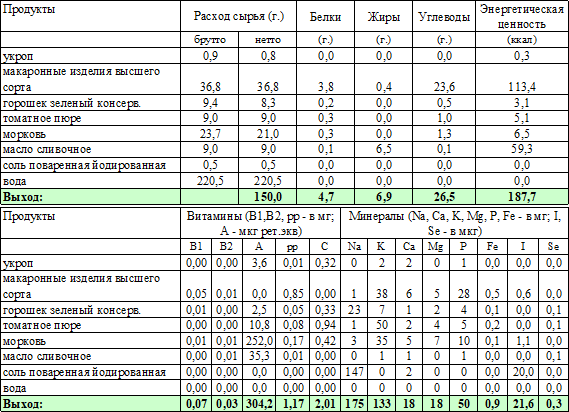 Продукты Расход сырья (г.) Белки Жиры Углеводы Энергетическая ценность
брутто нетто (г.) (г.) (г.) (ккал)
укроп 0,9 0,8 0,0 0,0 0,0 0,3
макаронные изделия высшего
сорта 36,8 36,8 3,8 0,4 23,6 113,4
горошек зеленый консерв. 9,4 8,3 0,2 0,0 0,5 3,1
томатное пюре 9,0 9,0 0,3 0,0 1,0 5,1
морковь 23,7 21,0 0,3 0,0 1,3 6,5
масло сливочное 9,0 9,0 0,1 6,5 0,1 59,3
соль поваренная йодированная 0,5 0,5 0,0 0,0 0,0 0,0
вода 220,5 220,5 0,0 0,0 0,0 0,0
Выход: 150,0 4,7 6,9 26,5 187,7
Продукты Витамины (B1,B2, pp - в мг; Минералы (Na, Ca, K, Mg, P, Fe - в мг; I,
А - мкг рет.экв) Se - в мкг)
B1 B2 A pp C Na K Ca Mg P Fe I Se
укроп 0,00 0,00 3,6 0,01 0,32 0 2 2 0 1 0,0 0,0 0,0
макаронные изделия высшего
сорта 0,05 0,01 0,0 0,85 0,00 1 38 6 5 28 0,5 0,6 0,0
горошек зеленый консерв. 0,01 0,00 2,5 0,05 0,33 23 7 1 2 4 0,1 0,0 0,1
томатное пюре 0,00 0,00 10,8 0,08 0,94 1 50 2 4 5 0,2 0,0 0,1
морковь 0,01 0,01 252,0 0,17 0,42 3 35 5 7 10 0,1 1,1 0,0
масло сливочное 0,00 0,01 35,3 0,01 0,00 0 1 1 0 1 0,0 0,0 0,1
соль поваренная йодированная 0,00 0,00 0,0 0,00 0,00 147 0 2 0 0 0,0 20,0 0,0
вода 0,00 0,00 0,0 0,00 0,00 0 0 0 0 0 0,0 0,0 0,0
Выход: 0,07 0,03 304,2 1,17 2,01 175 133 18 18 50 0,9 21,6 0,3